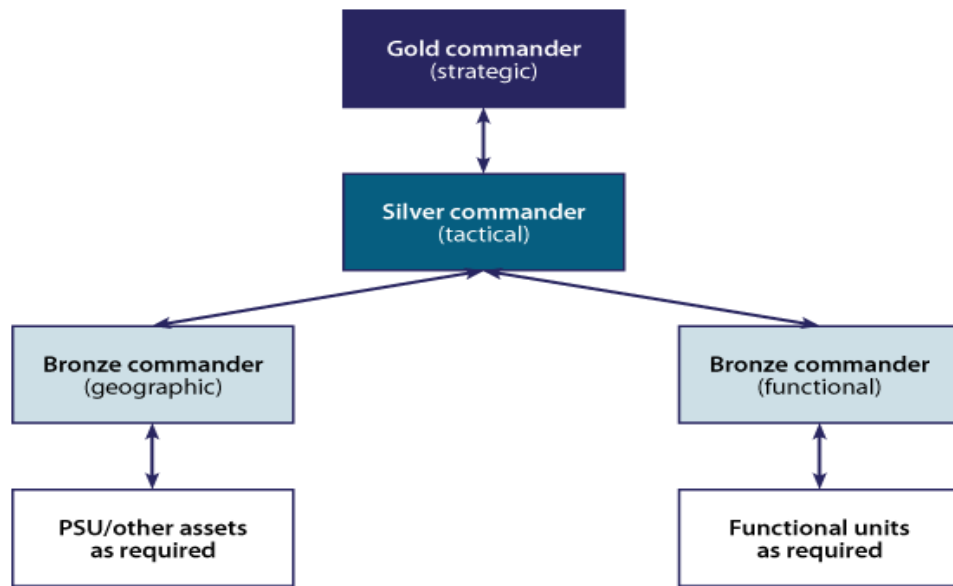 Gold commander
(strategic)
Silver commander
(tactical)
Bronze commander
(geographic)
Bronze commander
(functional)
PSU/other assets
as required
Functional units
as required